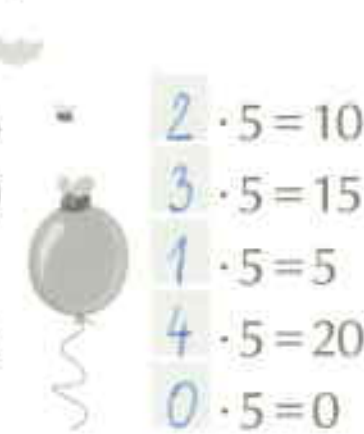 2 · 5 = 10
3 · 5 = 15
1 · 5 = 5
4 · 5 = 20
0 · 5 = 0